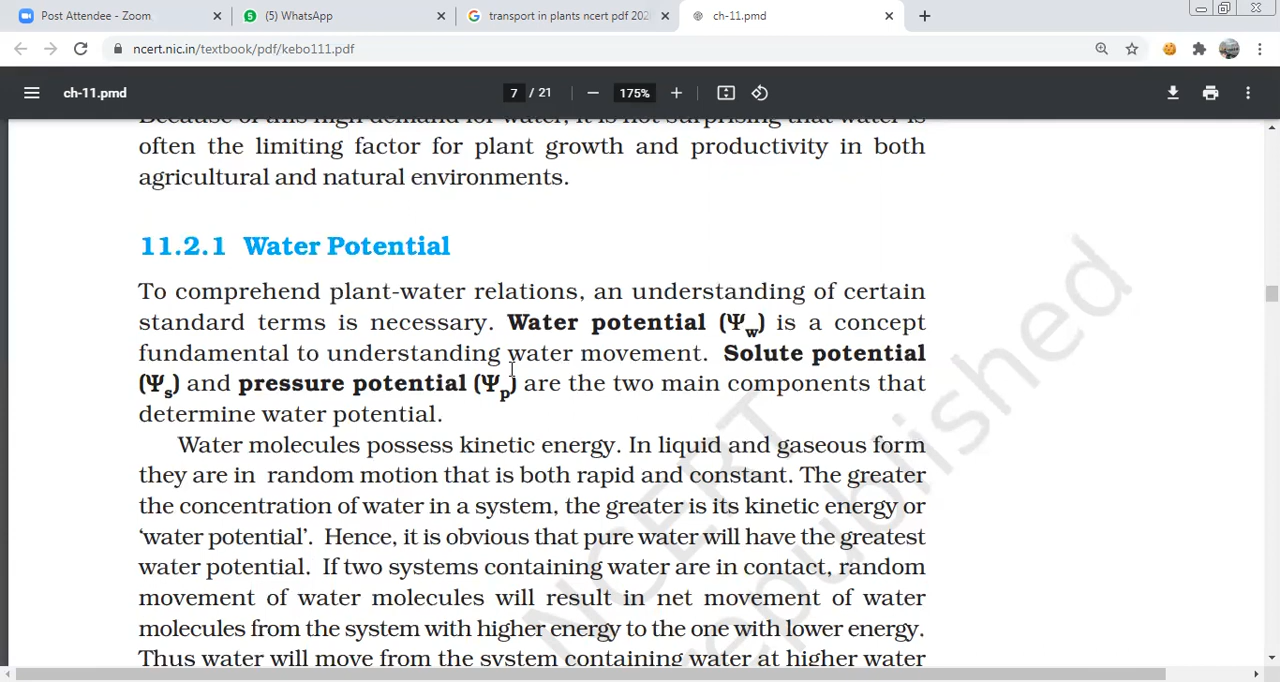 Post Attendee - Zoom
(5) WhatsApp
transport in plants ncert pdf 202
ch-11.pmd
ncert.nic.in/textbook/pdf/kebo111.pdf
ch-11.pmd
7 / 21
175%
Because of this high demand for water, it is not surprising that water is
often the limiting factor for plant growth and productivity in both
agricultural and natural environments.
11.2.1 Water Potential
To comprehend plant-water relations, an understanding of certain
standard terms is necessary. Water potential (Ψw) is a concept
fundamental to understanding water movement. Solute potential
(Ψs) and pressure potential (Ψp) are the two main components that
determine water potential.
Water molecules possess kinetic energy. In liquid and gaseous form
they are in random motion that is both rapid and constant. The greater
the concentration of water in a system, the greater is its kinetic energy or
‘water potential’. Hence, it is obvious that pure water will have the greatest
water potential. If two systems containing water are in contact, random
movement of water molecules will result in net movement of water
molecules from the system with higher energy to the one with lower energy.
Thus water will move from the system containing water at higher water
NCERT
republished